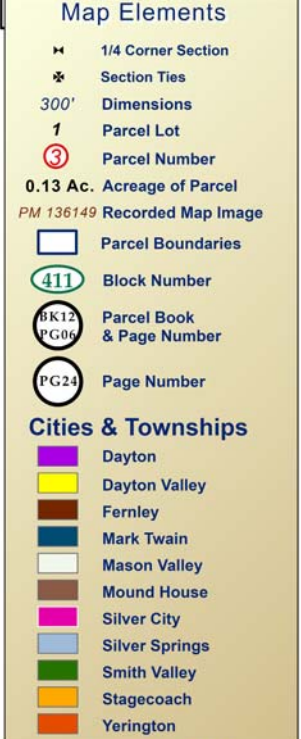 Map Elements
1/4 Corner Section
Section Ties
300' Dimensions
1 Parcel Lot
3 Parcel Number
0.13 Ac. Acreage of Parcel
PM 136149 Recorded Map Image
Parcel Boundaries
411 Block Number
BK12 Parcel Book
PG06 & Page Number
PG24 Page Number
Cities & Townships
Dayton
Dayton Valley
Fernley
Mark Twain
Mason Valley
Mound House
Silver City
Silver Springs
Smith Valley
Stagecoach
Yerington